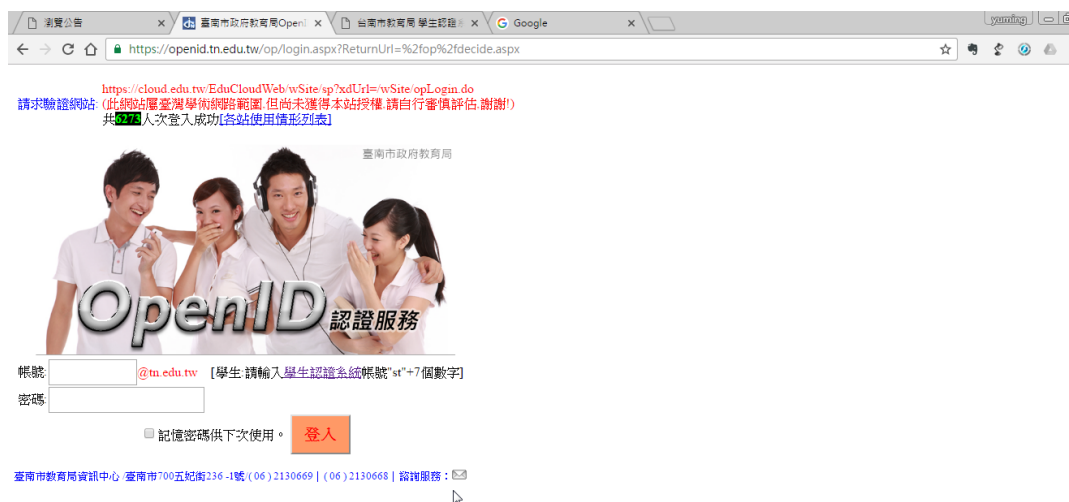 瀏覽公告
臺南市政府教育局OpenI
台南市教育局 學生認證
Google
yuming
https://openid.tn.edu.tw/op/login.aspx?ReturnUrl=%2fop%2fdecide.aspx
https://cloud.edu.tw/EduCloudWeb/wSite/sp?xdUrl=/wSite/opLogin.do
請求驗證網站: (此網站屬臺灣學術網路範圍.但尚未獲得本站授權.請自行審慎評估.謝謝!)
共6273人次登入成功[各站使用情形列表]
臺南市政府教育局
OpenID 認證服務
帳號: @tn.edu.tw [學生:請輸入學生認證系統帳號"st"+7個數字]
密碼:
記憶密碼供下次使用。 登入
臺南市教育局資訊中心 /臺南市700五妃街236 -1號/ ( 06 ) 2130669 | ( 06 ) 2130668 | 諮詢服務：